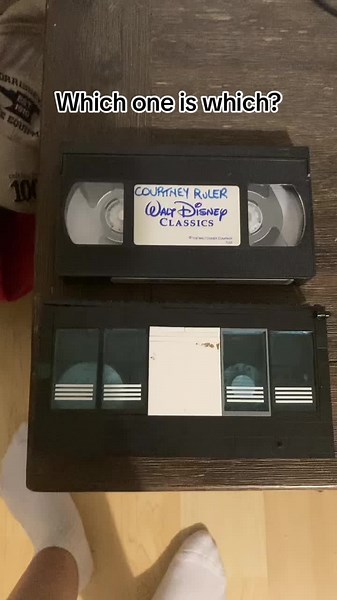 Which one is which?
COURTNEY RULER
WALT DISNEY
CLASSICS